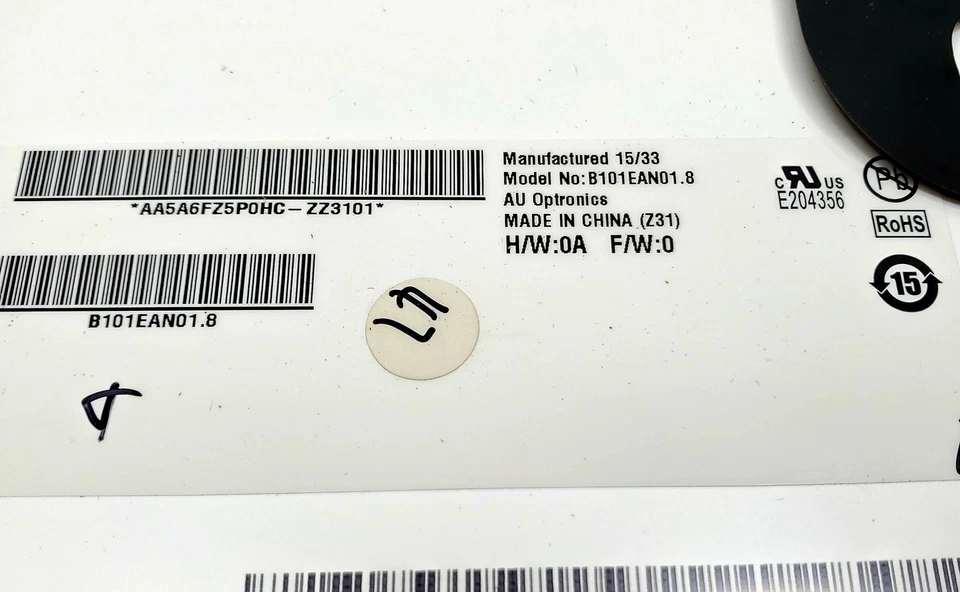 Manufactured 15/33
Model No:B101EAN01.8
AU Optronics
MADE IN CHINA (Z31)
H/W:0A F/W:0
*AA5A6FZ5P0HC-ZZ3101*
B101EAN01.8
c RU US
E204356
Pb
RoHS
15